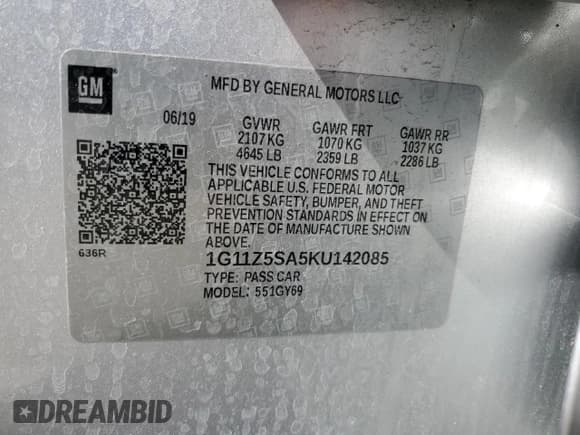 GM
MFD BY GENERAL MOTORS LLC
06/19 GVWR GAWR FRT GAWR RR
2107 KG 1070 KG 1037 KG
4645 LB 2359 LB 2286 LB
THIS VEHICLE CONFORMS TO ALL
APPLICABLE U.S. FEDERAL MOTOR
VEHICLE SAFETY, BUMPER, AND THEFT
PREVENTION STANDARDS IN EFFECT ON
THE DATE OF MANUFACTURE SHOWN
ABOVE.
636R
1G11Z5SA5KU142085
TYPE: PASS CAR
MODEL: 551GY69
DREAMBID